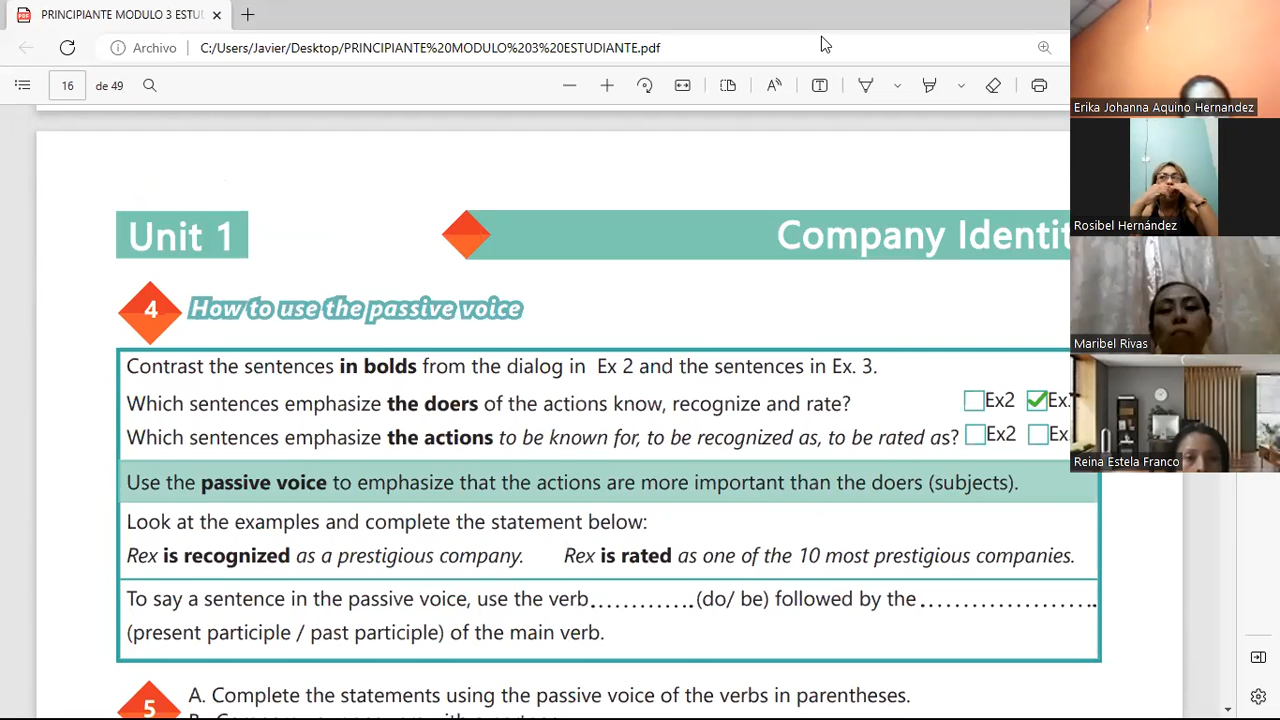 PRINCIPIANTE MODULO 3 ESTU
Archivo
C:/Users/Javier/Desktop/PRINCIPIANTE%20MODULO%203%20ESTUDIANTE.pdf
16 de 49
Erika Johanna Aquino Hernandez
Rosibel Hernández
Maribel Rivas
Reina Estela Franco
Unit 1
Company Identit
4 How to use the passive voice
Contrast the sentences in bolds from the dialog in Ex 2 and the sentences in Ex. 3.
Which sentences emphasize the doers of the actions know, recognize and rate? Ex2 Ex.
Which sentences emphasize the actions to be known for, to be recognized as, to be rated as? Ex2 Ex
Use the passive voice to emphasize that the actions are more important than the doers (subjects).
Look at the examples and complete the statement below:
Rex is recognized as a prestigious company. Rex is rated as one of the 10 most prestigious companies.
To say a sentence in the passive voice, use the verb............. (do/ be) followed by the ......................
(present participle / past participle) of the main verb.
5 A. Complete the statements using the passive voice of the verbs in parentheses.